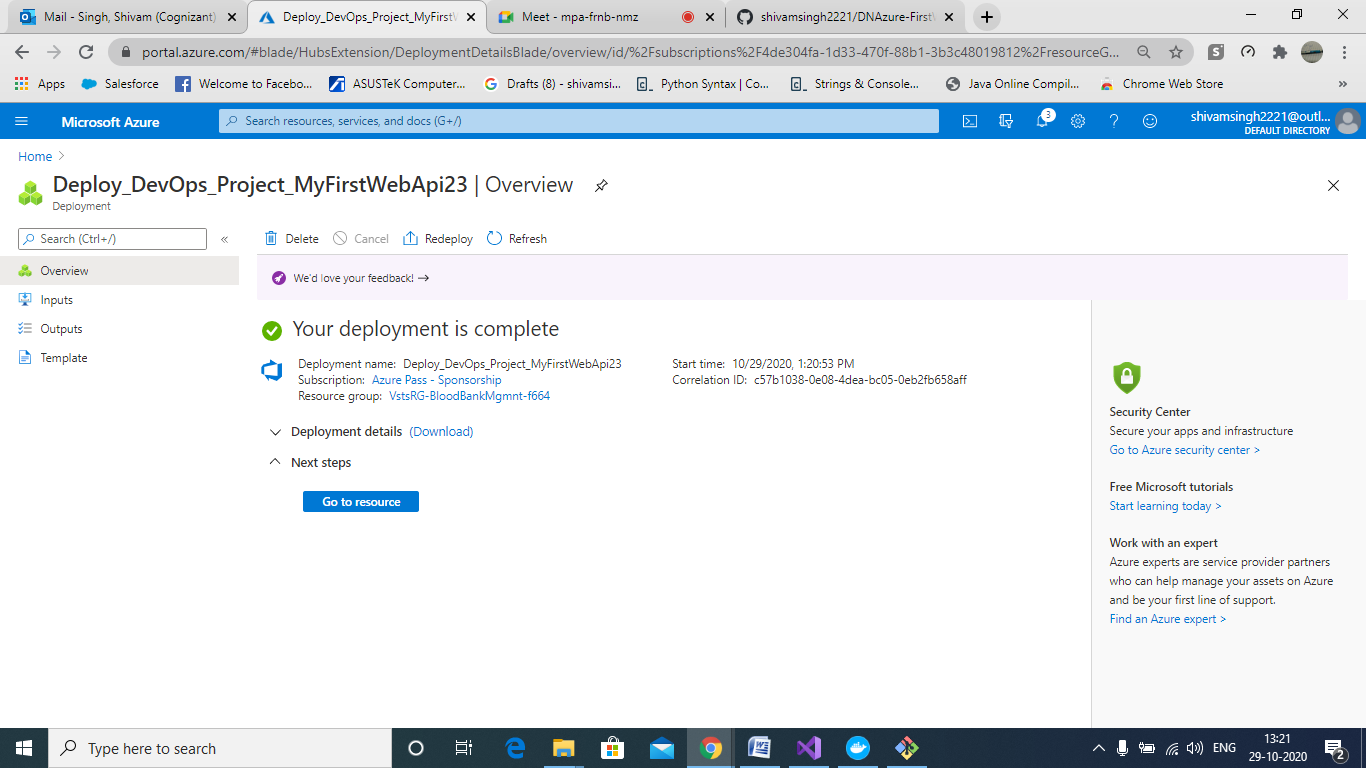 Mail - Singh, Shivam (Cognizant)
Deploy_DevOps_Project_MyFirstW
Meet - mpa-frnb-nmz
shivamsingh2221/DNAzure-First
portal.azure.com/#blade/HubsExtension/DeploymentDetailsBlade/overview/id/%2Fsubscriptions%2F4de304fa-1d33-470f-88b1-3b3c48019812%2FresourceG...
Apps
Salesforce
Welcome to Facebo...
ASUSTeK Computer...
Drafts (8) - shivamsi...
Python Syntax | Co...
Strings & Console...
Java Online Compil...
Chrome Web Store
»
Microsoft Azure
Search resources, services, and docs (G+/)
3
shivamsingh2221@outl...
DEFAULT DIRECTORY
Home
Deploy_DevOps_Project_MyFirstWebApi23 | Overview
Deployment
Search (Ctrl+/)
«
Delete
Cancel
Redeploy
Refresh
Overview
Inputs
Outputs
Template
We'd love your feedback! →
Your deployment is complete
Deployment name: Deploy_DevOps_Project_MyFirstWebApi23
Subscription: Azure Pass - Sponsorship
Resource group: VstsRG-BloodBankMgmnt-f664
Start time: 10/29/2020, 1:20:53 PM
Correlation ID: c57b1038-0e08-4dea-bc05-0eb2fb658aff
Deployment details (Download)
Next steps
Go to resource
Security Center
Secure your apps and infrastructure
Go to Azure security center >
Free Microsoft tutorials
Start learning today >
Work with an expert
Azure experts are service provider partners
who can help manage your assets on Azure
and be your first line of support.
Find an Azure expert >
Type here to search
ENG
13:21
29-10-2020
2